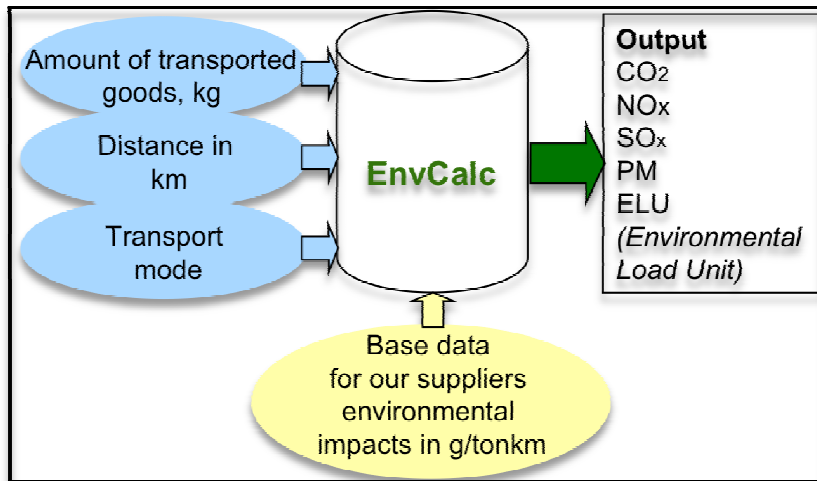 Amount of transported
goods, kg
Distance in
km
Transport
mode
EnvCalc
Base data
for our suppliers
environmental
impacts in g/tonkm
Output
CO2
NOx
SOx
PM
ELU
(Environmental
Load Unit)